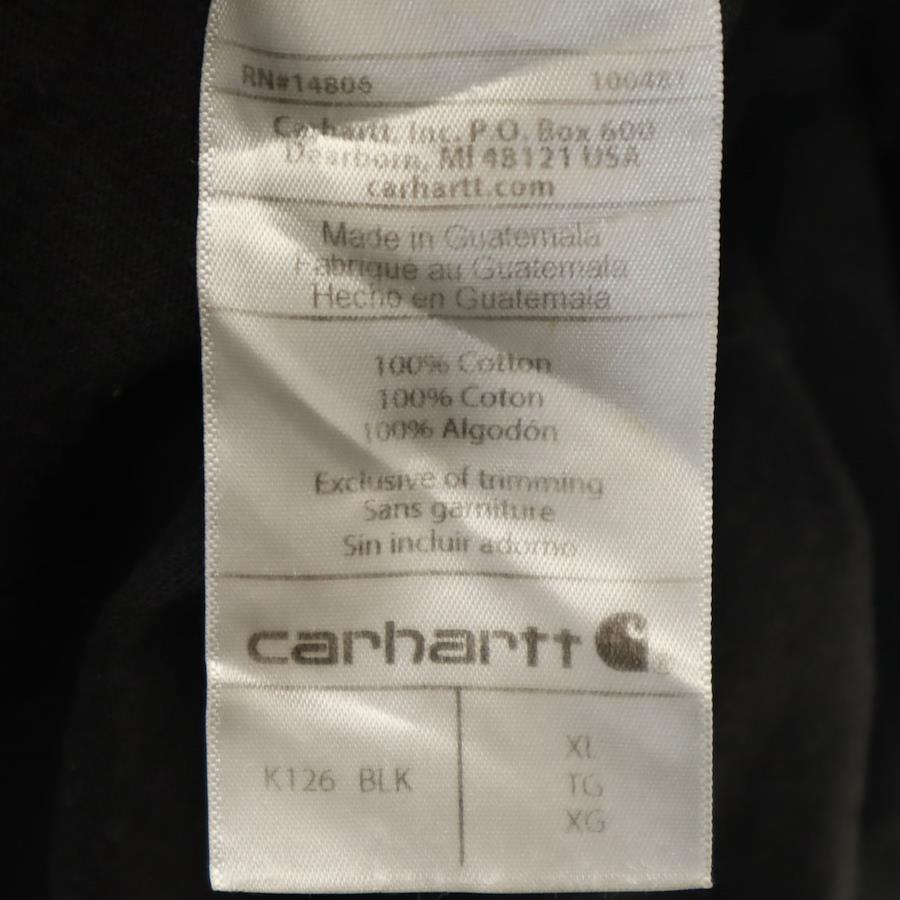 RN#14806 100481
Carhartt, Inc. P.O. Box 600
Dearborn, MI 48121 USA
carhartt.com
Made in Guatemala
Fabriqué au Guatemala
Hecho en Guatemala
100% Cotton
100% Coton
100% Algodón
Exclusive of trimming
Sans garniture
Sin incluir adorno
carhartt
K126 BLK
XL
TG
XG